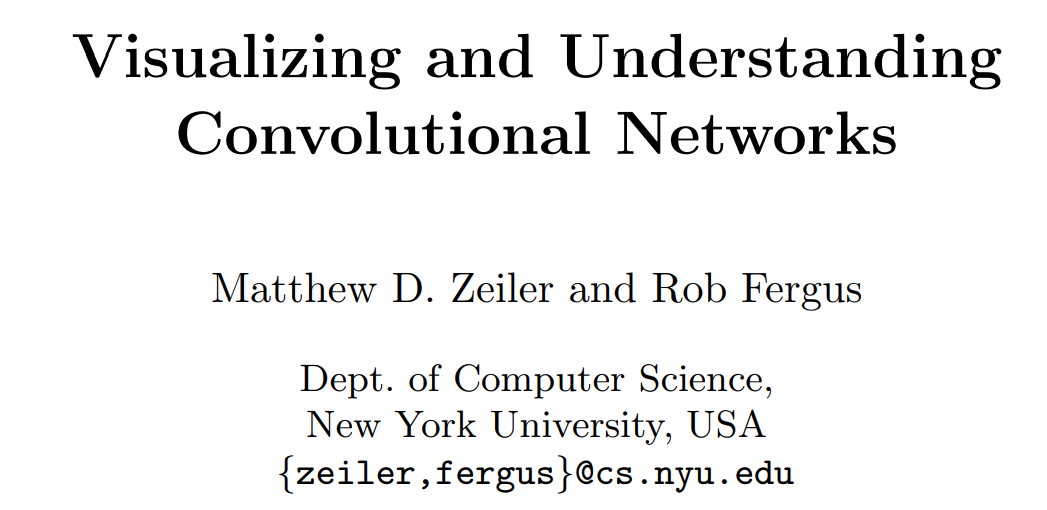 Visualizing and Understanding
Convolutional Networks
Matthew D. Zeiler and Rob Fergus
Dept. of Computer Science,
New York University, USA
{zeiler,fergus}@cs.nyu.edu